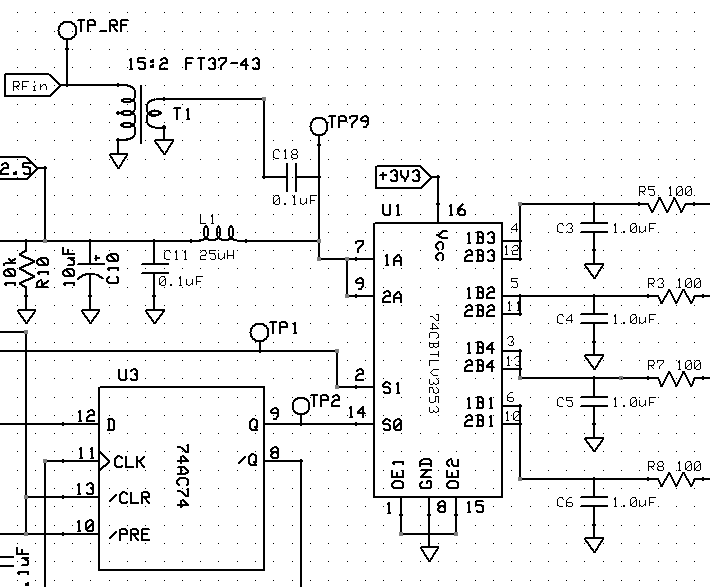 TP_RF
15:2 FT37-43
RFin
T1
TP79
2.5
C18
0.1uF
+3V3
U1
16
R5 100
L1
25uH
C3 1.0uF
10k
R10
10uF
+
C10
C11
0.1uF
7 1A
9 2A
Vcc
1B3 4
2B3 12
1B2 5
2B2 11
R3 100
C4 1.0uF
74CBTLV3253
TP1
1B4 3
2B4 13
R7 100
U3
2 S1
TP2
14 S0
1B1 6
2B1 10
C5 1.0uF
12 D
Q 9
11 CLK
/Q 8
74AC74
13 /CLR
10 /PRE
OE1
GND
OE2
1 8 15
R8 100
C6 1.0uF
.1uF